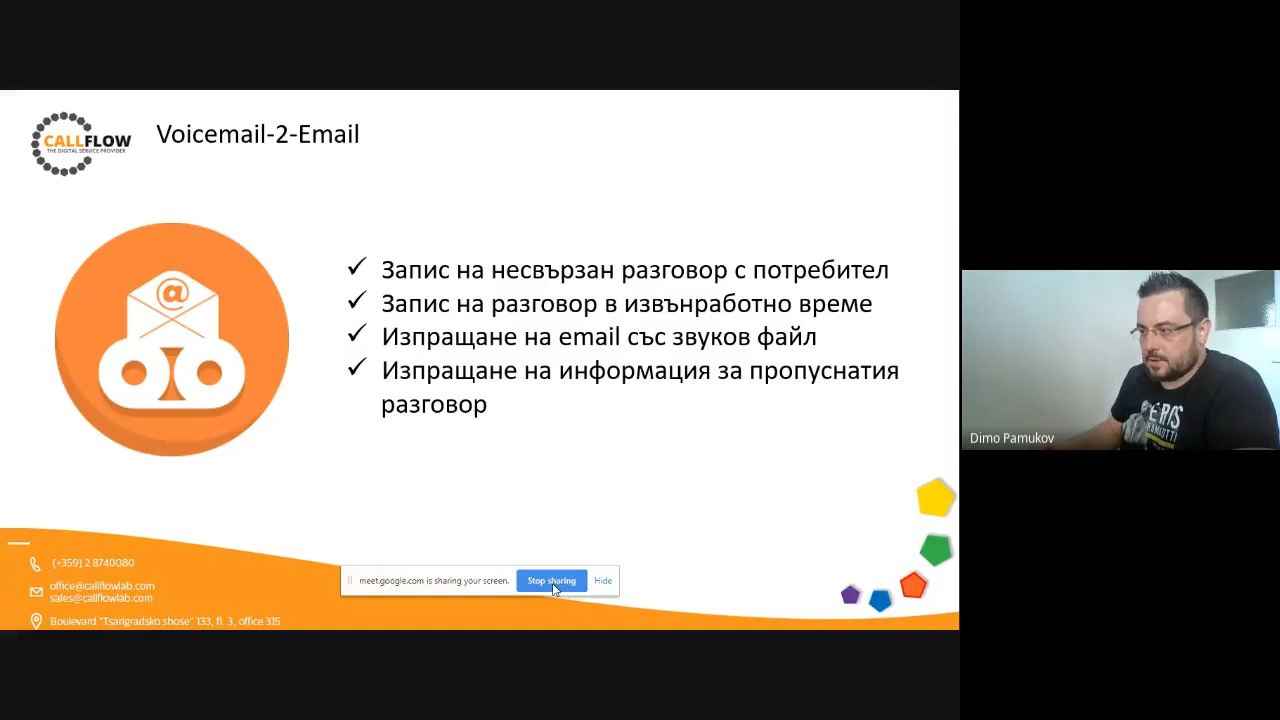 CALLFLOW
THE DIGITAL SERVICE PROVIDER
Voicemail-2-Email
@
✓ Запис на несвързан разговор с потребител
✓ Запис на разговор в извънработно време
✓ Изпращане на email със звуков файл
✓ Изпращане на информация за пропуснатия
разговор
Dimo Pamukov
(+359) 2 8740080
office@callflowlab.com
sales@callflowlab.com
Boulevard "Tsarigradsko shose" 133, fl. 3, office 315
meet.google.com is sharing your screen. Stop sharing Hide